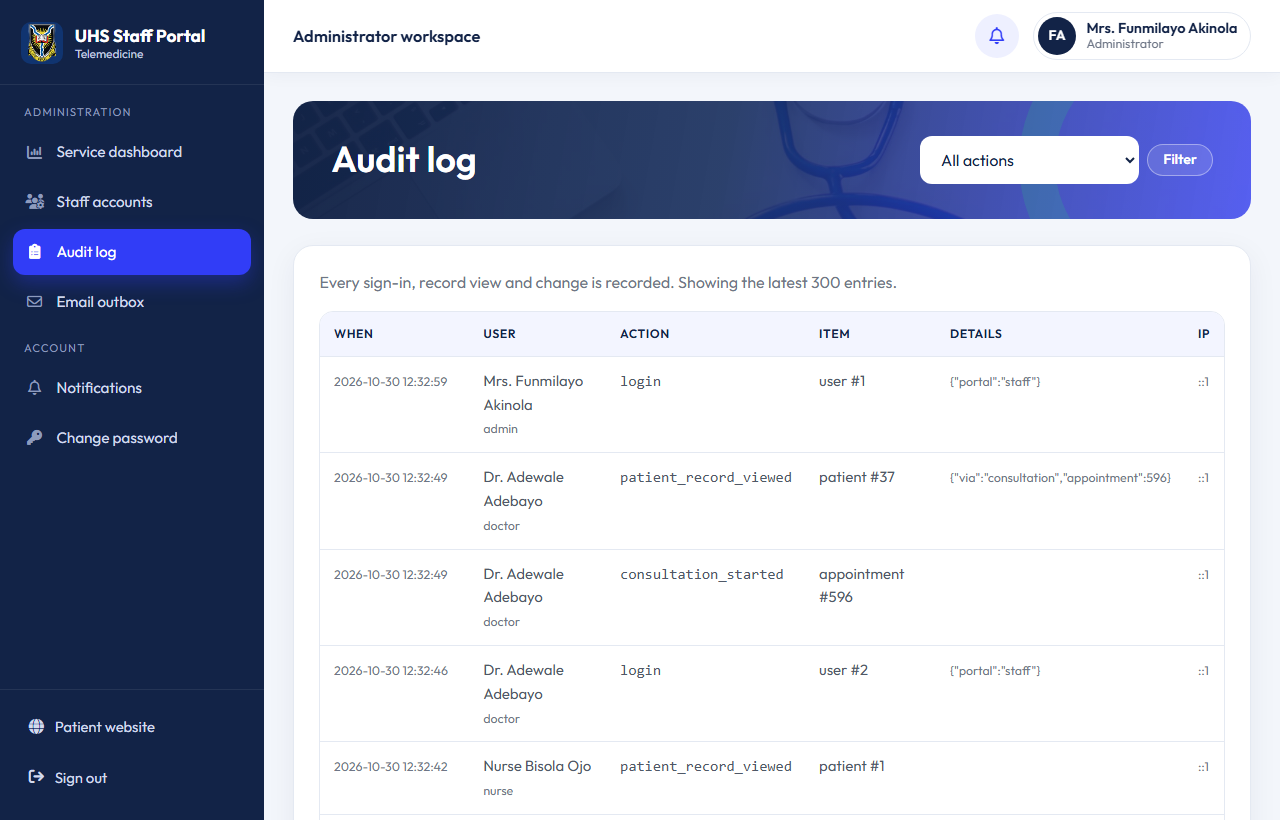 UHS Staff Portal
Telemedicine
ADMINISTRATION
Service dashboard
Staff accounts
Audit log
Email outbox
ACCOUNT
Notifications
Change password
Patient website
Sign out
Administrator workspace
FA
Mrs. Funmilayo Akinola
Administrator
Audit log
All actions
Filter
Every sign-in, record view and change is recorded. Showing the latest 300 entries.
WHEN USER ACTION ITEM DETAILS IP
2026-10-30 12:32:59 Mrs. Funmilayo login user #1 {"portal":"staff"} ::1
Akinola
admin
2026-10-30 12:32:49 Dr. Adewale patient_record_viewed patient #37 {"via":"consultation","appointment":596} ::1
Adebayo
doctor
2026-10-30 12:32:49 Dr. Adewale consultation_started appointment ::1
Adebayo #596
doctor
2026-10-30 12:32:46 Dr. Adewale login user #2 {"portal":"staff"} ::1
Adebayo
doctor
2026-10-30 12:32:42 Nurse Bisola Ojo patient_record_viewed patient #1 ::1
nurse